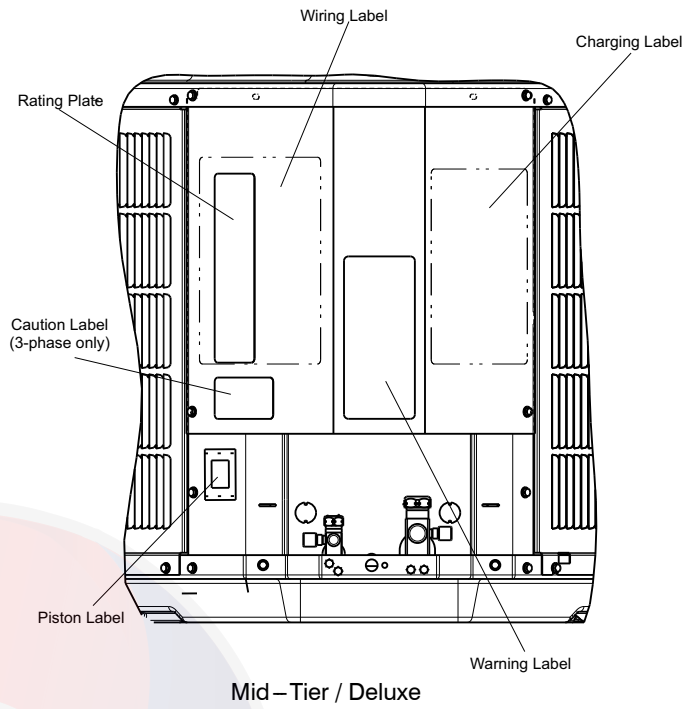 Wiring Label
Charging Label
Rating Plate
Caution Label
(3-phase only)
Piston Label
Warning Label
Mid-Tier / Deluxe